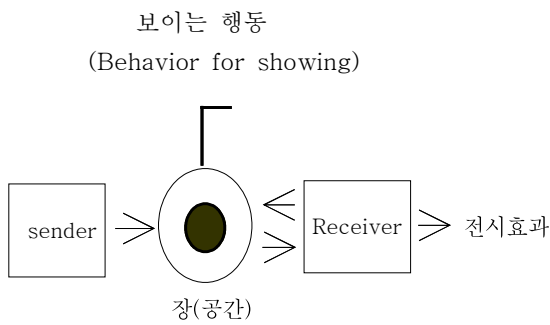 보이는 행동
(Behavior for showing)
sender
Receiver
전시효과
장(공간)